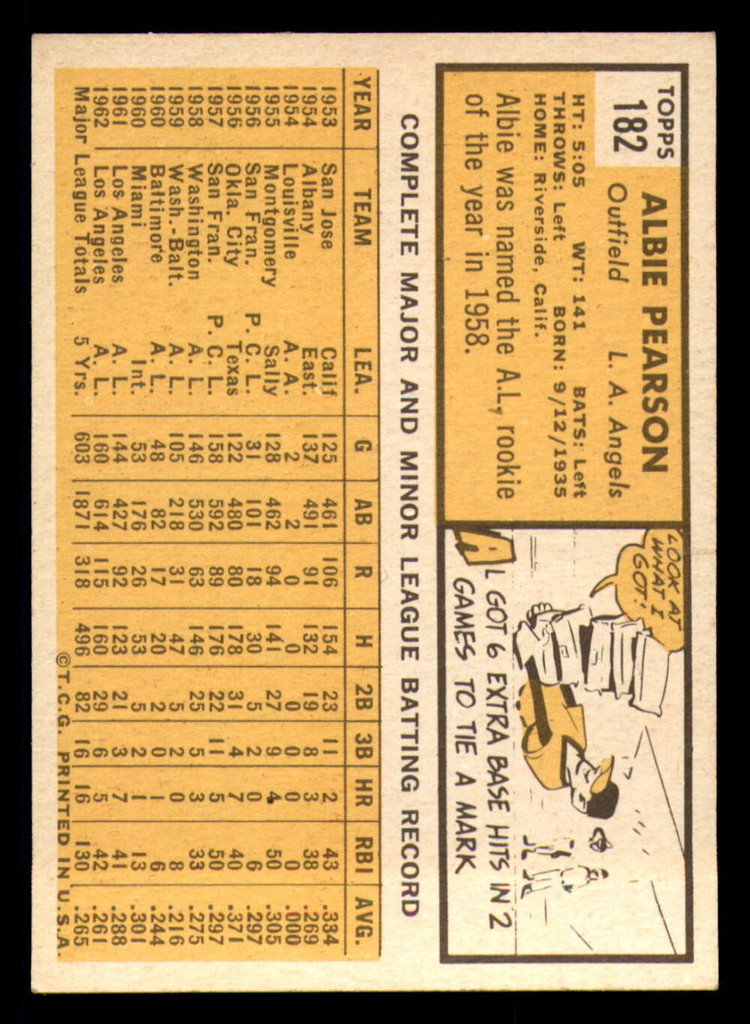 TOPPS
182
ALBIE PEARSON
Outfield L. A. Angels
HT: 5:05 WT: 141 BATS: Left
THROWS: Left BORN: 9/12/1935
HOME: Riverside, Calif.
Albie was named the A.L, rookie
of the year in 1958.
LOOK AT
WHAT I
GOT!
AL GOT 6 EXTRA BASE HITS IN 2
GAMES TO TIE A MARK
COMPLETE MAJOR AND MINOR LEAGUE BATTING RECORD
YEAR TEAM LEA. G AB R H 2B 3B HR RBI AVG.
1953 San Jose Calif 125 461 106 154 23 11 2 43 .334
1954 Albany East. 137 491 91 132 19 8 3 38 .269
1954 Louisville A. A. 2 2 0 0 0 0 0 0 .000
1955 Montgomery Sally 128 462 94 141 27 9 4 50 .305
1956 San Fran. P. C. L. 31 101 18 30 5 2 0 6 .297
1956 Okla. City Texas 122 480 80 178 31 4 7 40 .371
1957 San Fran. P. C. L. 158 592 89 176 22 11 5 50 .297
1958 Washington A. L. 146 530 63 146 25 5 3 33 .275
1959 Wash.-Balt. A. L. 105 218 31 47 5 2 0 8 .216
1960 Baltimore A. L. 48 82 17 20 2 0 1 6 .244
1960 Miami Int. 53 176 26 53 5 2 1 13 .301
1961 Los Angeles A. L. 144 427 92 123 21 3 7 41 .288
1962 Los Angeles A. L. 160 614 115 160 29 6 5 42 .261
Major League Totals 5 Yrs. 603 1871 318 496 82 16 16 130 .265
© T.C.G. PRINTED IN U.S.A.